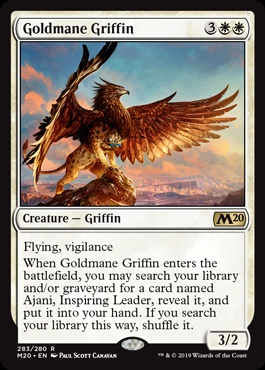 Goldmane Griffin 3
Creature — Griffin M20
Flying, vigilance
When Goldmane Griffin enters the
battlefield, you may search your library
and/or graveyard for a card named
Ajani, Inspiring Leader, reveal it, and
put it into your hand. If you search
your library this way, shuffle it.
3/2
283/280 R
M20 • EN PAUL SCOTT CANAVAN
™ & © 2019 Wizards of the Coast